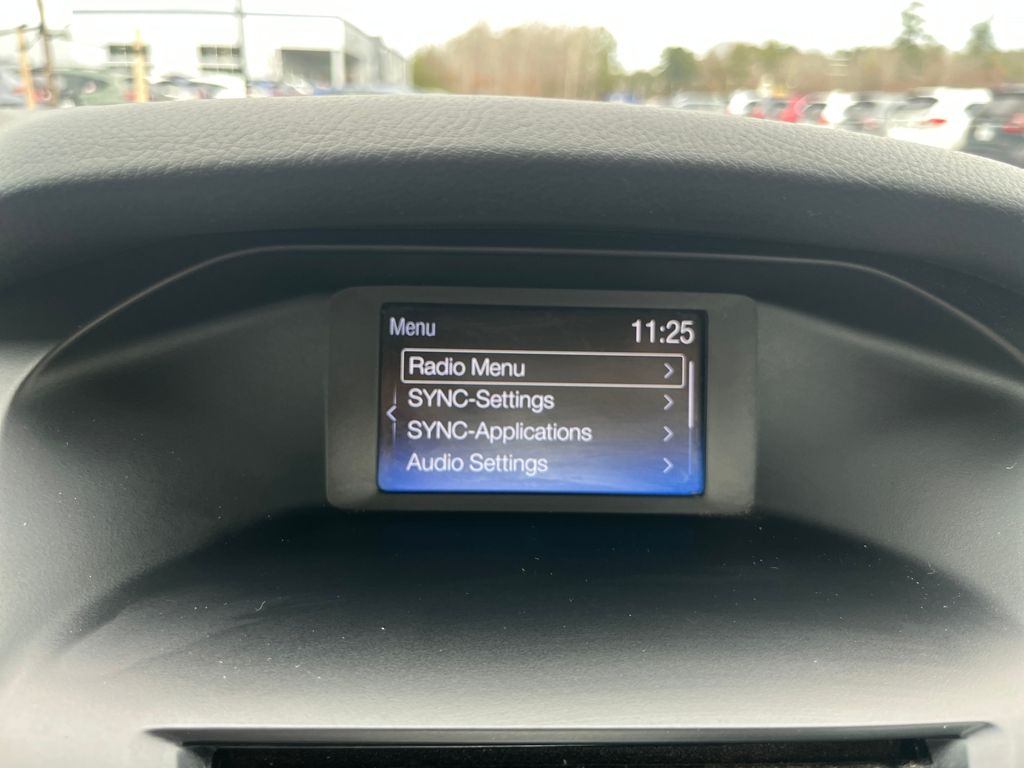 Menu 11:25
Radio Menu
SYNC-Settings
SYNC-Applications
Audio Settings